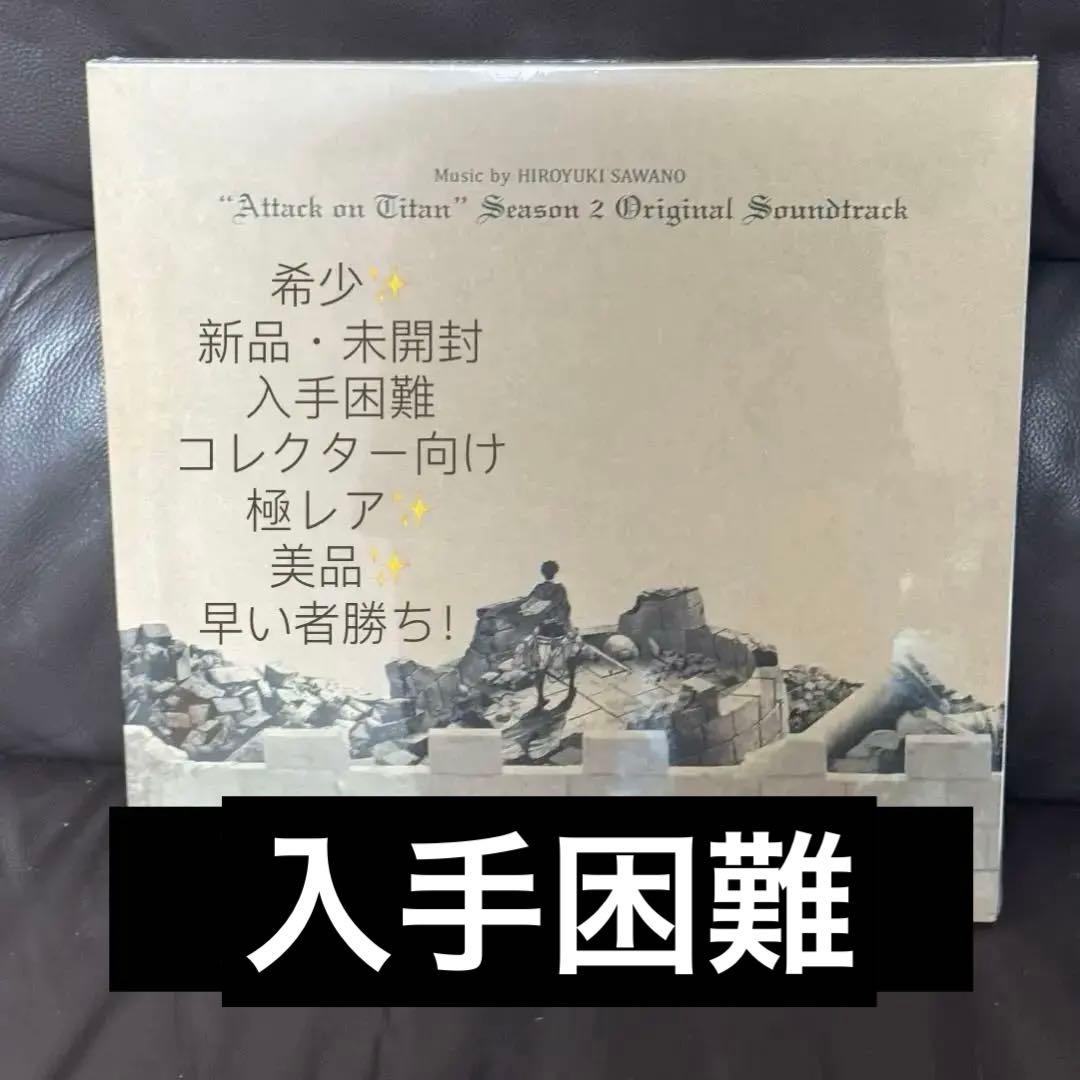 Music by HIROYUKI SAWANO
“Attack on Titan” Season 2 Original Soundtrack
希少✨
新品・未開封
入手困難
コレクター向け
極レア✨
美品✨
早い者勝ち!
入手困難